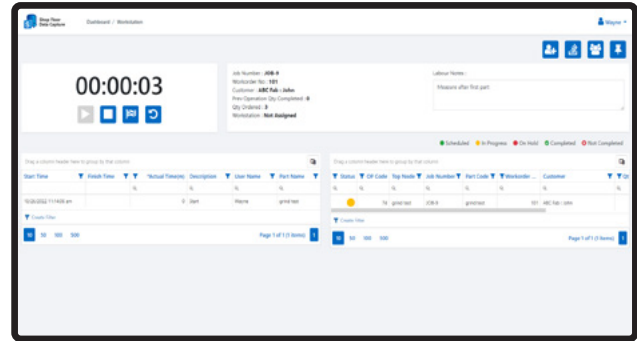 Shop Floor
Data Capture
Dashboard / Workstation
Wayne
00:00:03
Job Number : JOB-9
Workorder No : 101
Customer : ABC Fab : John
Prev Operation Qty Completed : 0
Qty Ordered : 3
Workstation : Not Assigned
Labour Notes :
Measure after first part
Scheduled In Progress On Hold Completed Not Completed
Drag a column header here to group by that column
Start Time Finish Time *Actual Time(m) Description User Name Part Name
10/26/2022 11:14:36 am 0 Start Wayne grind test
Create Filter
10 50 100 500 Page 1 of 1 (1 items) 1
Drag a column header here to group by that column
Status OP Code Top Node Job Number Part Code Workorder ... Customer
grind test JOB-9 grind test 101 ABC Fab : John
Create Filter
10 50 100 500 Page 1 of 1 (1 items) 1